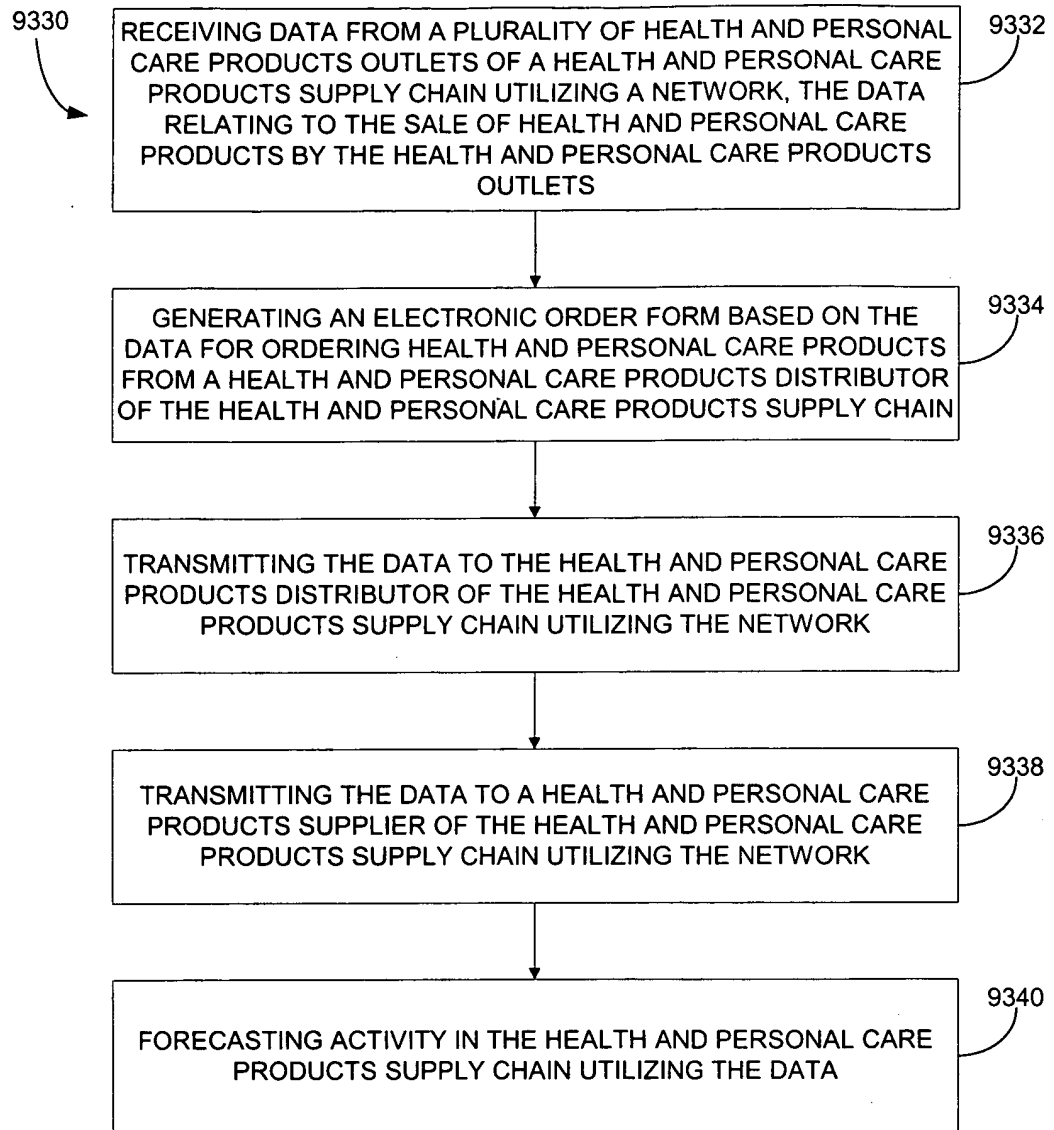 9330
RECEIVING DATA FROM A PLURALITY OF HEALTH AND PERSONAL
CARE PRODUCTS OUTLETS OF A HEALTH AND PERSONAL CARE
PRODUCTS SUPPLY CHAIN UTILIZING A NETWORK, THE DATA
RELATING TO THE SALE OF HEALTH AND PERSONAL CARE
PRODUCTS BY THE HEALTH AND PERSONAL CARE PRODUCTS
OUTLETS
9332
GENERATING AN ELECTRONIC ORDER FORM BASED ON THE
DATA FOR ORDERING HEALTH AND PERSONAL CARE PRODUCTS
FROM A HEALTH AND PERSONAL CARE PRODUCTS DISTRIBUTOR
OF THE HEALTH AND PERSONAL CARE PRODUCTS SUPPLY CHAIN
9334
TRANSMITTING THE DATA TO THE HEALTH AND PERSONAL CARE
PRODUCTS DISTRIBUTOR OF THE HEALTH AND PERSONAL CARE
PRODUCTS SUPPLY CHAIN UTILIZING THE NETWORK
9336
TRANSMITTING THE DATA TO A HEALTH AND PERSONAL CARE
PRODUCTS SUPPLIER OF THE HEALTH AND PERSONAL CARE
PRODUCTS SUPPLY CHAIN UTILIZING THE NETWORK
9338
FORECASTING ACTIVITY IN THE HEALTH AND PERSONAL CARE
PRODUCTS SUPPLY CHAIN UTILIZING THE DATA
9340